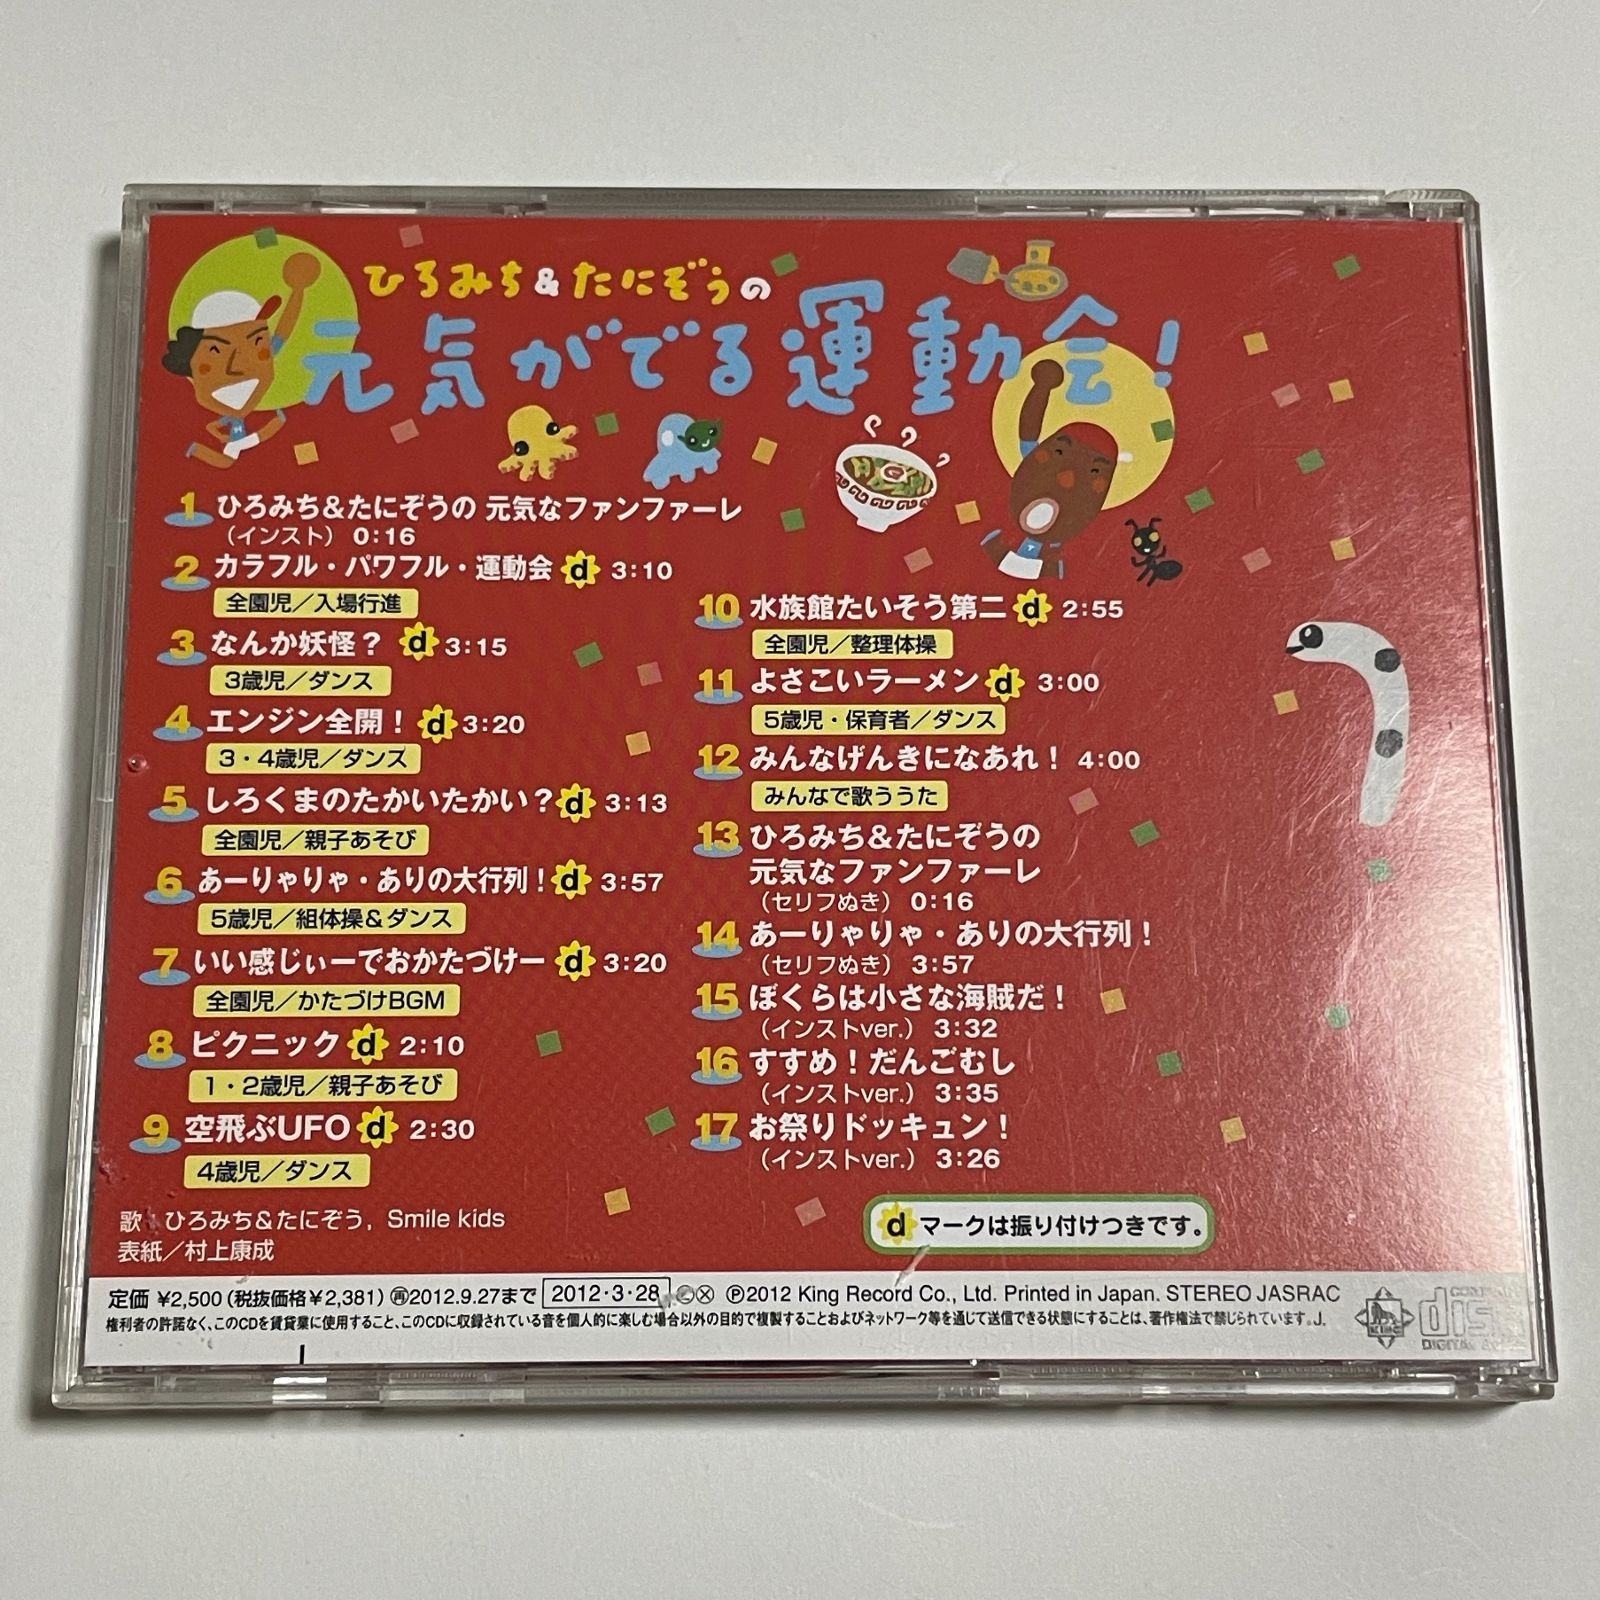 ひろみち&たにぞうの
元気がでる運動会！
1 ひろみち&たにぞうの 元気なファンファーレ
（インスト） 0:16
2 カラフル・パワフル・運動会 d 3:10
全園児／入場行進
3 なんか妖怪？ d 3:15
3歳児／ダンス
4 エンジン全開！ d 3:20
3・4歳児／ダンス
5 しろくまのたかいたかい？ d 3:13
全園児／親子あそび
6 あーりゃりゃ・ありの大行列！ d 3:57
5歳児／組体操&ダンス
7 いい感じぃーでおかたづけー d 3:20
全園児／かたづけBGM
8 ピクニック d 2:10
1・2歳児／親子あそび
9 空飛ぶUFO d 2:30
4歳児／ダンス
10 水族館たいそう第二 d 2:55
全園児／整理体操
11 よさこいラーメン d 3:00
5歳児・保育者／ダンス
12 みんなげんきになあれ！ 4:00
みんなで歌ううた
13 ひろみち&たにぞうの
元気なファンファーレ
（セリフぬき） 0:16
14 あーりゃりゃ・ありの大行列！
（セリフぬき） 3:57
15 ぼくらは小さな海賊だ！
（インストver.） 3:32
16 すすめ！だんごむし
（インストver.） 3:35
17 お祭りドッキュン！
（インストver.） 3:26
歌／ひろみち&たにぞう, Smile kids
表紙／村上康成
d マークは振り付けつきです。
定価 ¥2,500（税抜価格¥2,381）㊞2012.9.27まで 2012・3・28 Ⓟ2012 King Record Co., Ltd. Printed in Japan. STEREO JASRAC
権利者の許諾なく、このCDを賃貸業に使用すること、このCDに収録されている音を個人的に楽しむ場合以外の目的で複製することおよびネットワーク等を通じて送信できる状態にすることは、著作権法で禁じられています。J.
KING